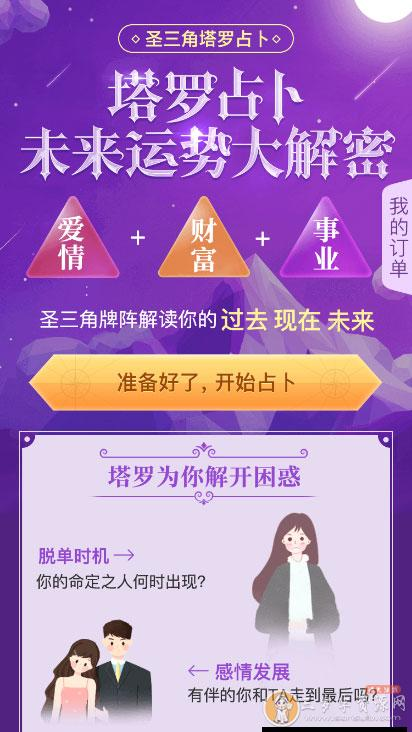 圣三角塔罗占卜
塔罗占卜
未来运势大解密
爱情 + 财富 + 事业
我的订单
圣三角牌阵解读你的 过去 现在 未来
准备好了，开始占卜
塔罗为你解开困惑
脱单时机 →
你的命定之人何时出现?
← 感情发展
有伴的你和TA走到最后吗?